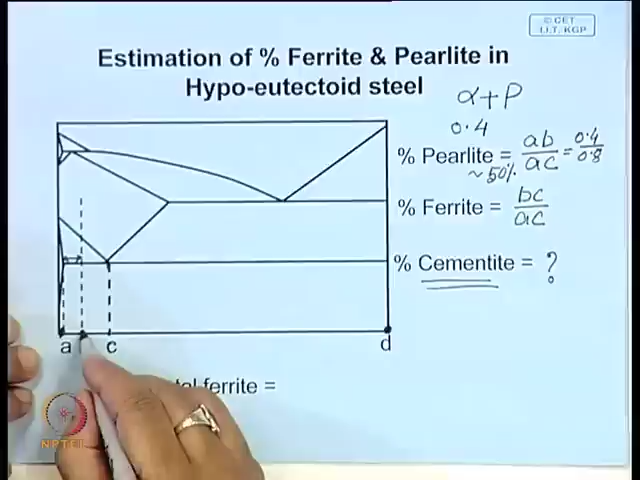 © CET
I.I.T. KGP
Estimation of % Ferrite & Pearlite in
Hypo-eutectoid steel
α+P
0.4
% Pearlite = ab/ac = 0.4/0.8
~50%
% Ferrite = bc/ac
% Cementite = ?
a c d
tal ferrite =
NPTEL